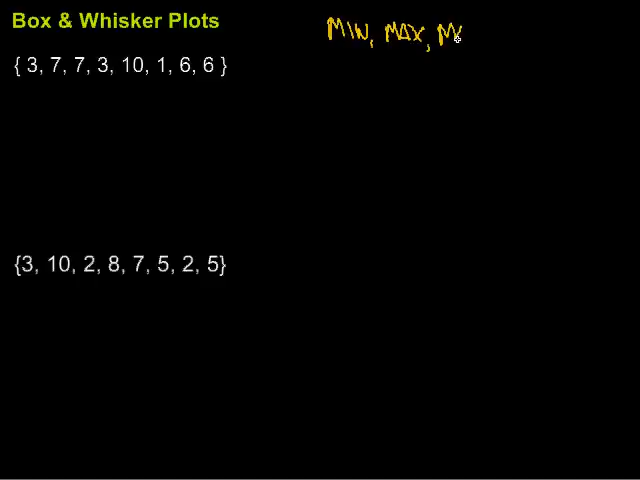 Box & Whisker Plots
MIN, MAX, M
{ 3, 7, 7, 3, 10, 1, 6, 6 }
{3, 10, 2, 8, 7, 5, 2, 5}